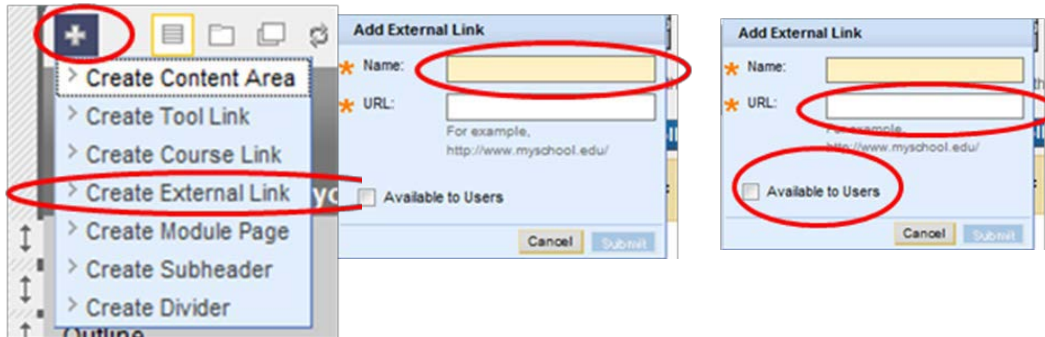 > Create Content Area
> Create Tool Link
> Create Course Link
> Create External Link
> Create Module Page
> Create Subheader
> Create Divider
Outline
Add External Link
Name:
URL:
For example,
http://www.myschool.edu/
Available to Users
Cancel Submit
Add External Link
Name:
URL:
For example,
http://www.myschool.edu/
Available to Users
Cancel Submit